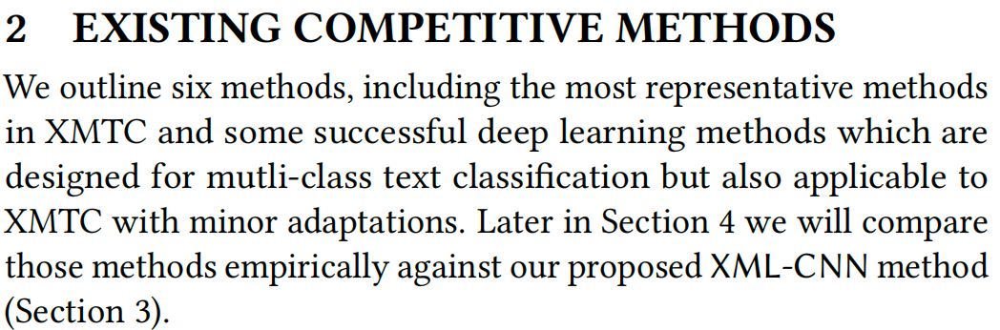 2 EXISTING COMPETITIVE METHODS
We outline six methods, including the most representative methods
in XMTC and some successful deep learning methods which are
designed for mutli-class text classification but also applicable to
XMTC with minor adaptations. Later in Section 4 we will compare
those methods empirically against our proposed XML-CNN method
(Section 3).